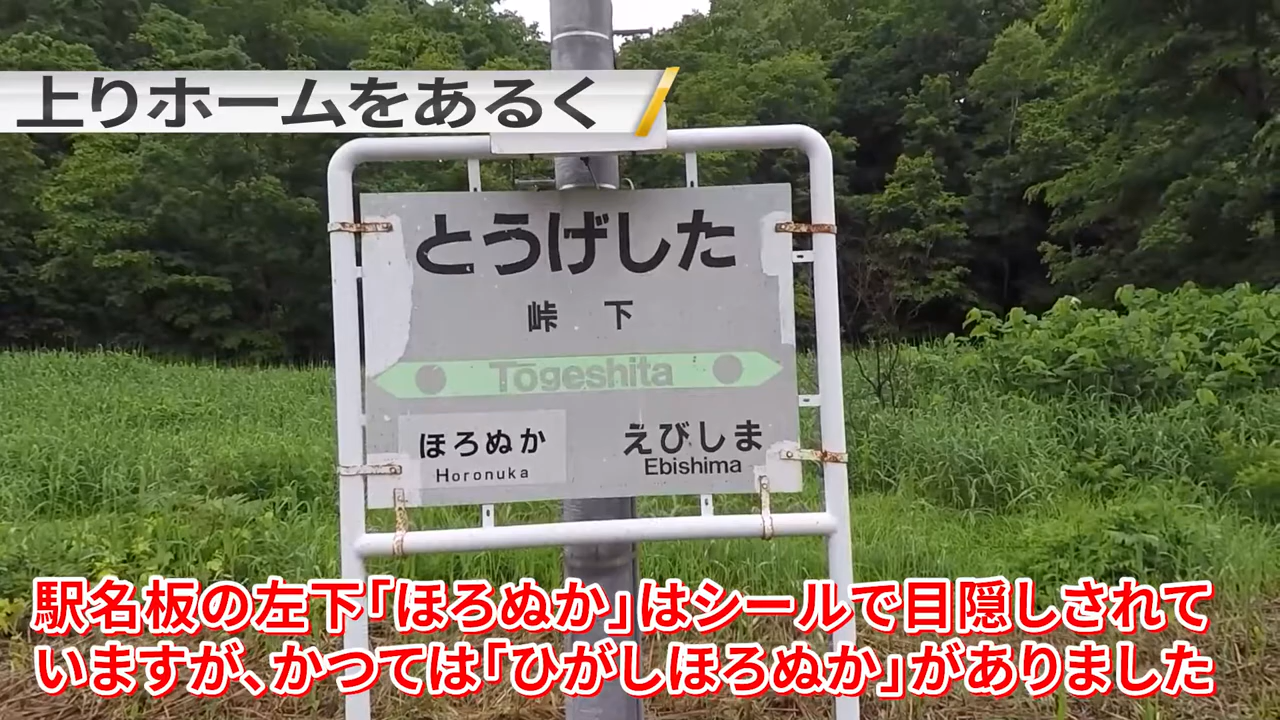 上りホームをあるく
とうげした
峠 下
Tōgeshita
ほろぬか
Horonuka
えびしま
Ebishima
駅名板の左下「ほろぬか」はシールで目隠しされて
いますが、かつては「ひがしほろぬか」がありました